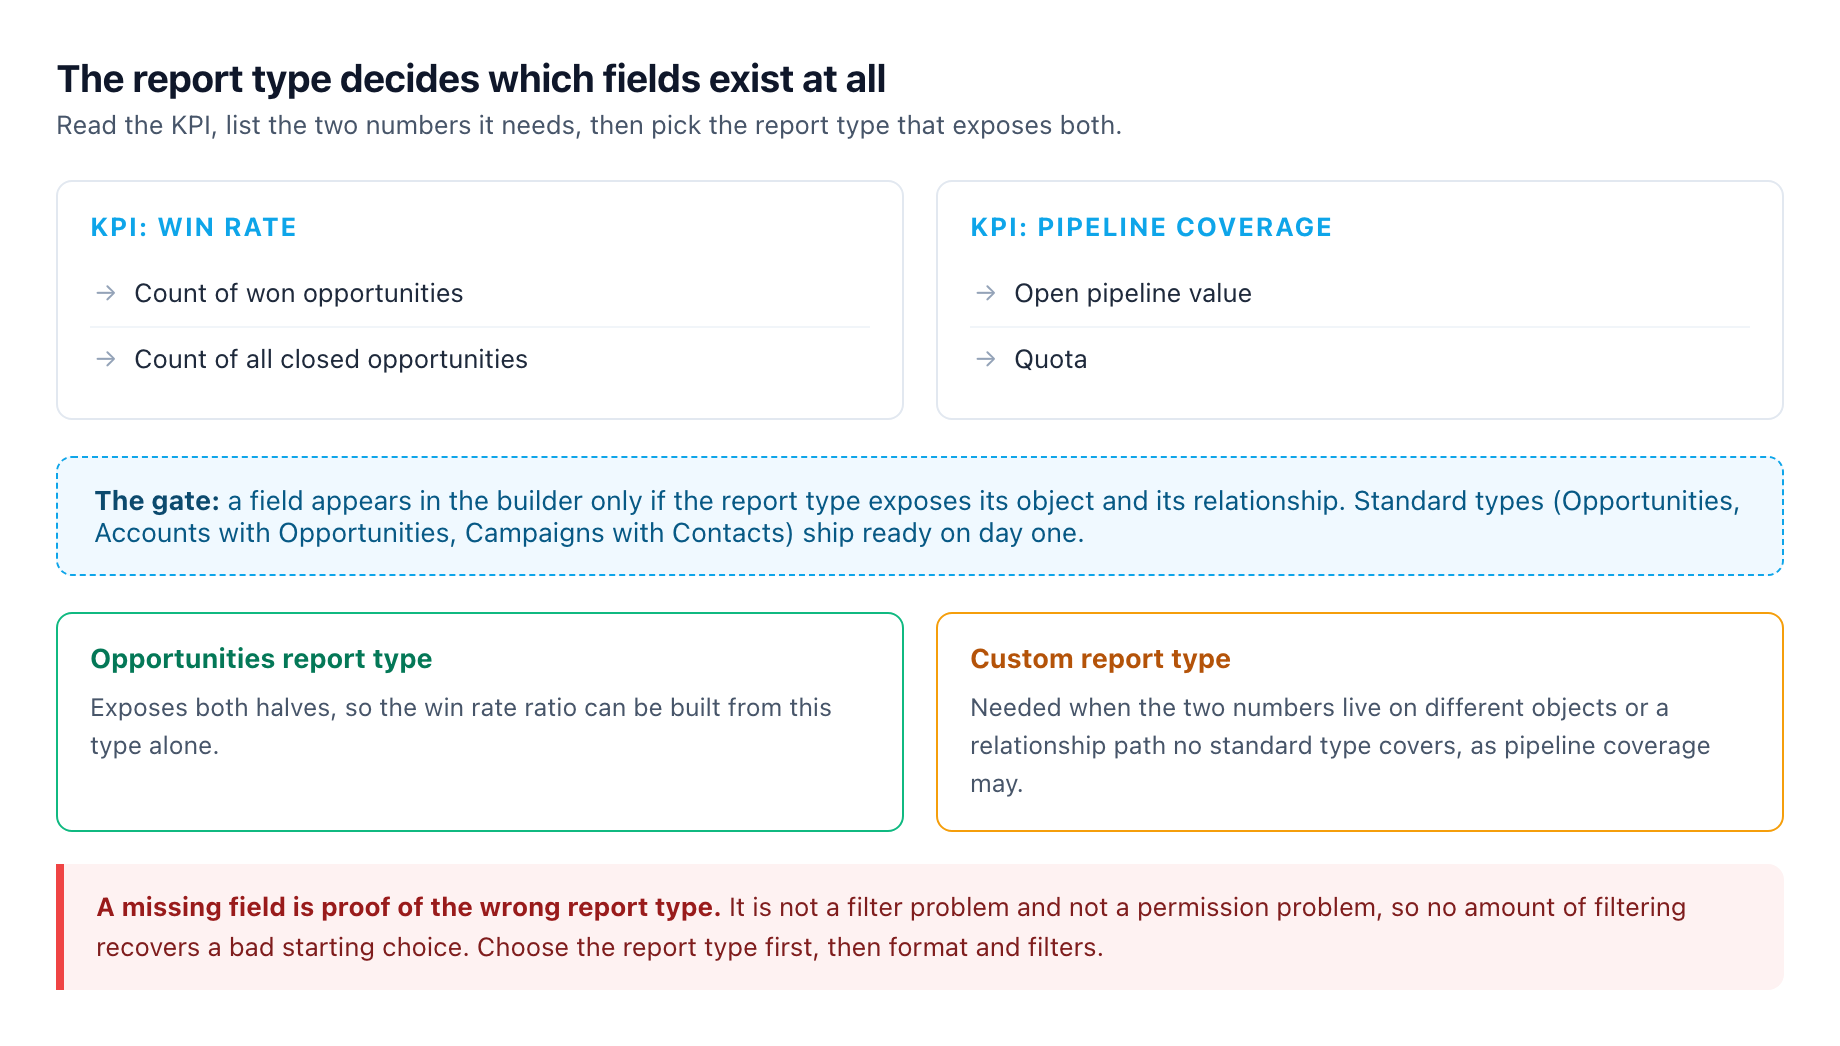 The report type decides which fields exist at all
Read the KPI, list the two numbers it needs, then pick the report type that exposes both.
KPI: WIN RATE
→ Count of won opportunities
→ Count of all closed opportunities
KPI: PIPELINE COVERAGE
→ Open pipeline value
→ Quota
The gate: a field appears in the builder only if the report type exposes its object and its relationship. Standard types (Opportunities,
Accounts with Opportunities, Campaigns with Contacts) ship ready on day one.
Opportunities report type
Exposes both halves, so the win rate ratio can be built from this
type alone.
Custom report type
Needed when the two numbers live on different objects or a
relationship path no standard type covers, as pipeline coverage
may.
A missing field is proof of the wrong report type. It is not a filter problem and not a permission problem, so no amount of filtering
recovers a bad starting choice. Choose the report type first, then format and filters.